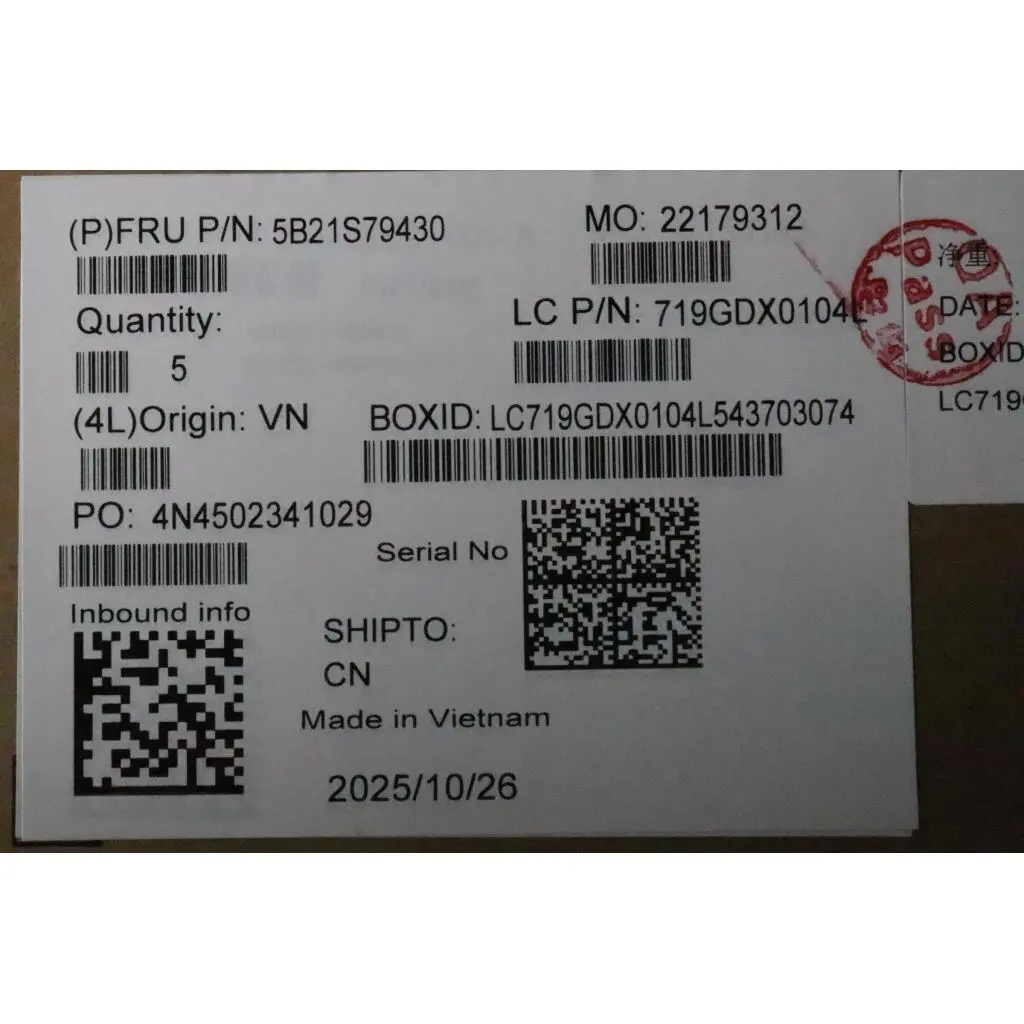 (P)FRU P/N: 5B21S79430
MO: 22179312
Quantity:
5
LC P/N: 719GDX0104L
(4L)Origin: VN
BOXID: LC719GDX0104L543703074
PO: 4N4502341029
Serial No
Inbound info
SHIPTO:
CN
Made in Vietnam
2025/10/26
净重
DATE:
BOXID
LC719
Pass